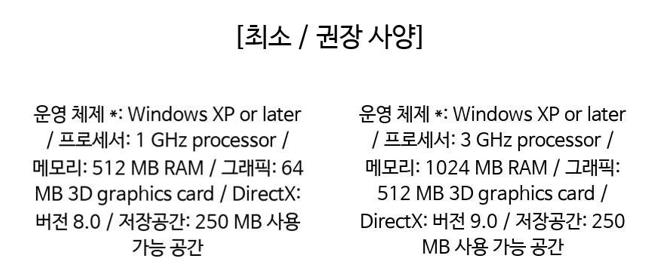 [최소 / 권장 사양]
운영 체제 *: Windows XP or later
/ 프로세서: 1 GHz processor /
메모리: 512 MB RAM / 그래픽: 64
MB 3D graphics card / DirectX:
버전 8.0 / 저장공간: 250 MB 사용
가능 공간
운영 체제 *: Windows XP or later
/ 프로세서: 3 GHz processor /
메모리: 1024 MB RAM / 그래픽:
512 MB 3D graphics card /
DirectX: 버전 9.0 / 저장공간: 250
MB 사용 가능 공간